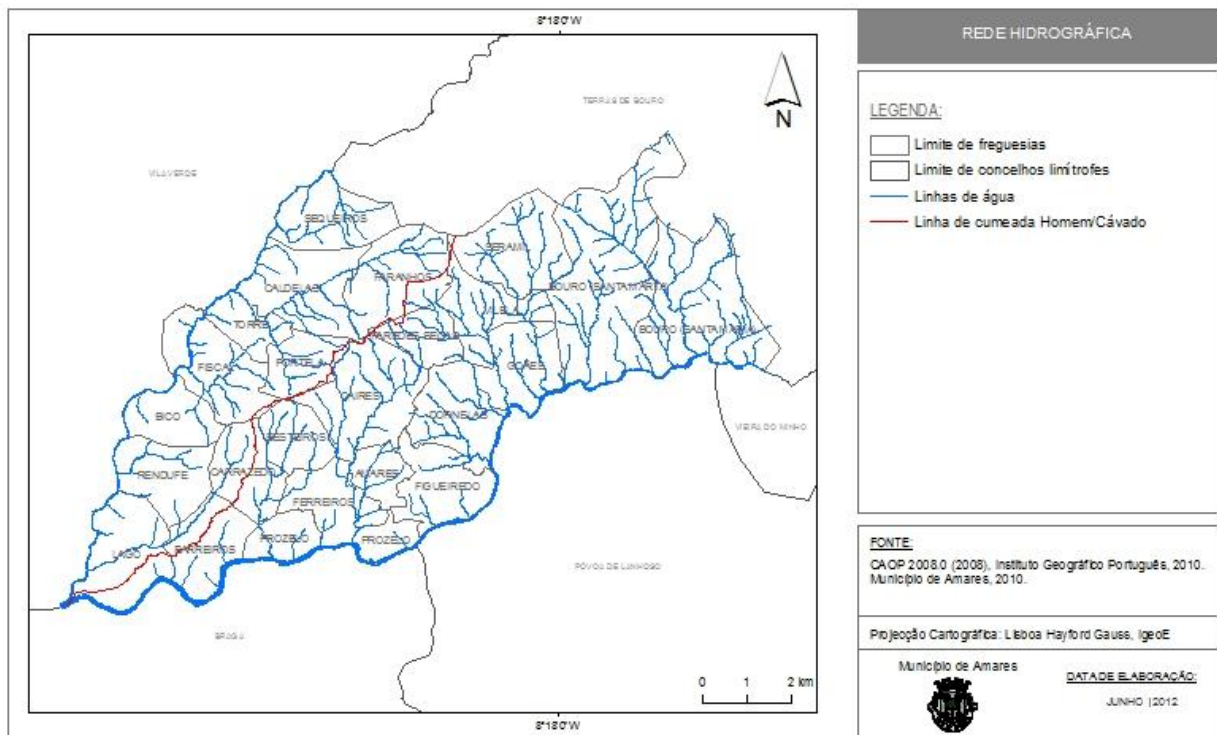 8°18'0"W
REDE HIDROGRÁFICA
TERRAS DE BOURO
N
VILA VERDE
LEGENDA:
Limite de freguesias
Limite de concelhos limítrofes
Linhas de água
Linha de cumeada Homem/Cávado
SEQUEIROS
SERAMIL
PARANHOS
CALDELAS
BOURO (SANTA MARTA)
VILELA
TORRE
BOURO (SANTA MARIA)
PAREDES SECAS
FISCAL
PORTELA
GOÃES
CAIRES
BICO
DORNELAS
VIEIRA DO MINHO
BESTEIROS
RENDUFE
CARRAZEDO
AMARES
FIGUEIREDO
FERREIROS
PROZELO
PROZELO
LAGO
BARREIROS
PÓVOA DE LANHOSO
BRAGA
FONTE:
CAOP 2008.0 (2008), Instituto Geográfico Português, 2010.
Município de Amares, 2010.
Projecção Cartográfica: Lisboa Hayford Gauss, IgeoE
Município de Amares
DATA DE ELABORAÇÃO:
JUNHO | 2012
0 1 2 km
8°18'0"W